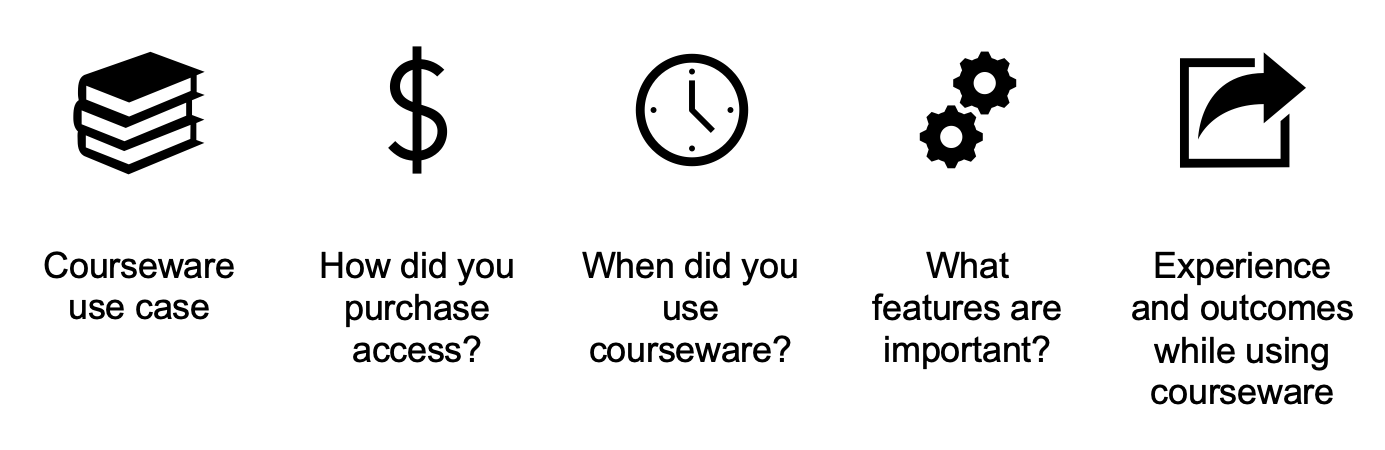 Courseware
use case
How did you
purchase
access?
When did you
use
courseware?
What
features are
important?
Experience
and outcomes
while using
courseware